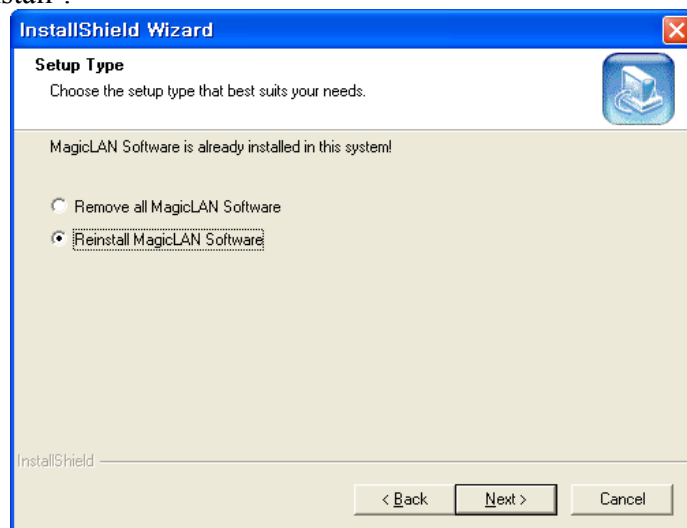 InstallShield Wizard
Setup Type
Choose the setup type that best suits your needs.
MagicLAN Software is already installed in this system!
Remove all MagicLAN Software
Reinstall MagicLAN Software
InstallShield
< Back Next > Cancel